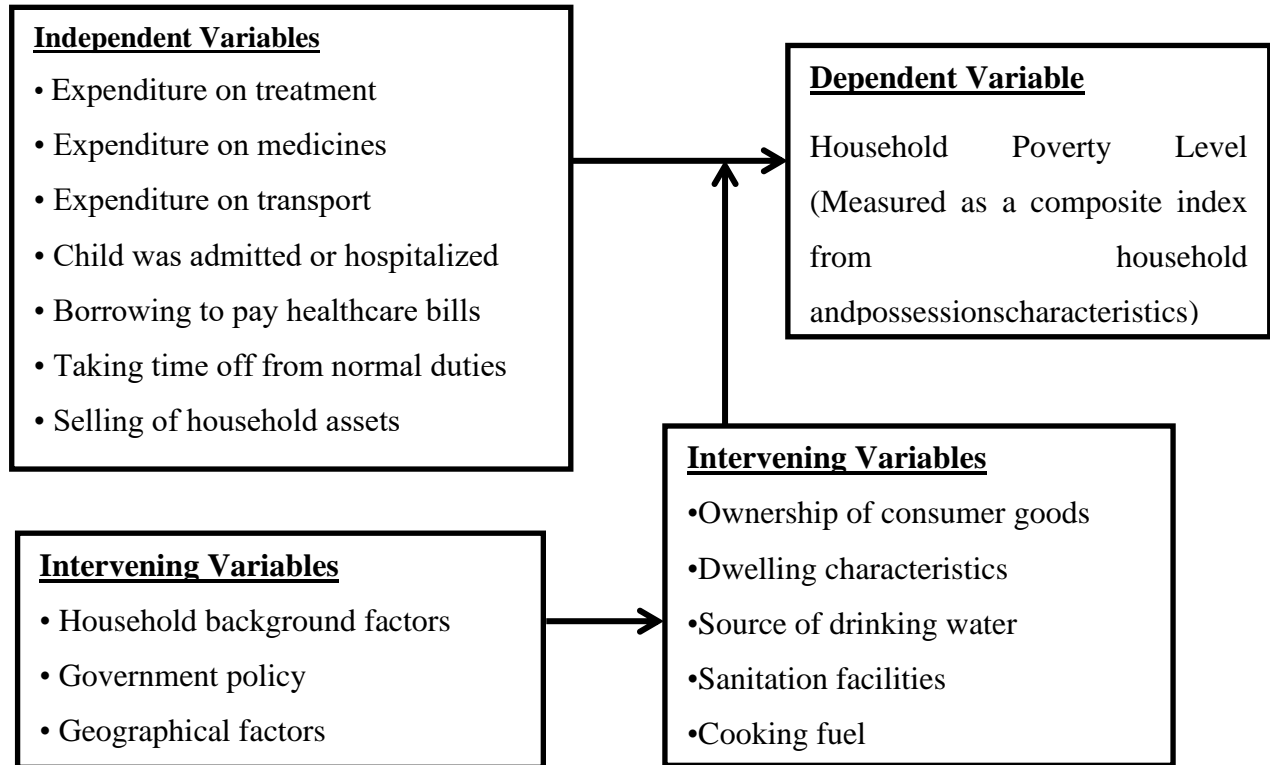 Independent Variables
• Expenditure on treatment
• Expenditure on medicines
• Expenditure on transport
• Child was admitted or hospitalized
• Borrowing to pay healthcare bills
• Taking time off from normal duties
• Selling of household assets
Dependent Variable
Household Poverty Level
(Measured as a composite index
from household
andpossessionscharacteristics)
Intervening Variables
• Household background factors
• Government policy
• Geographical factors
Intervening Variables
•Ownership of consumer goods
•Dwelling characteristics
•Source of drinking water
•Sanitation facilities
•Cooking fuel